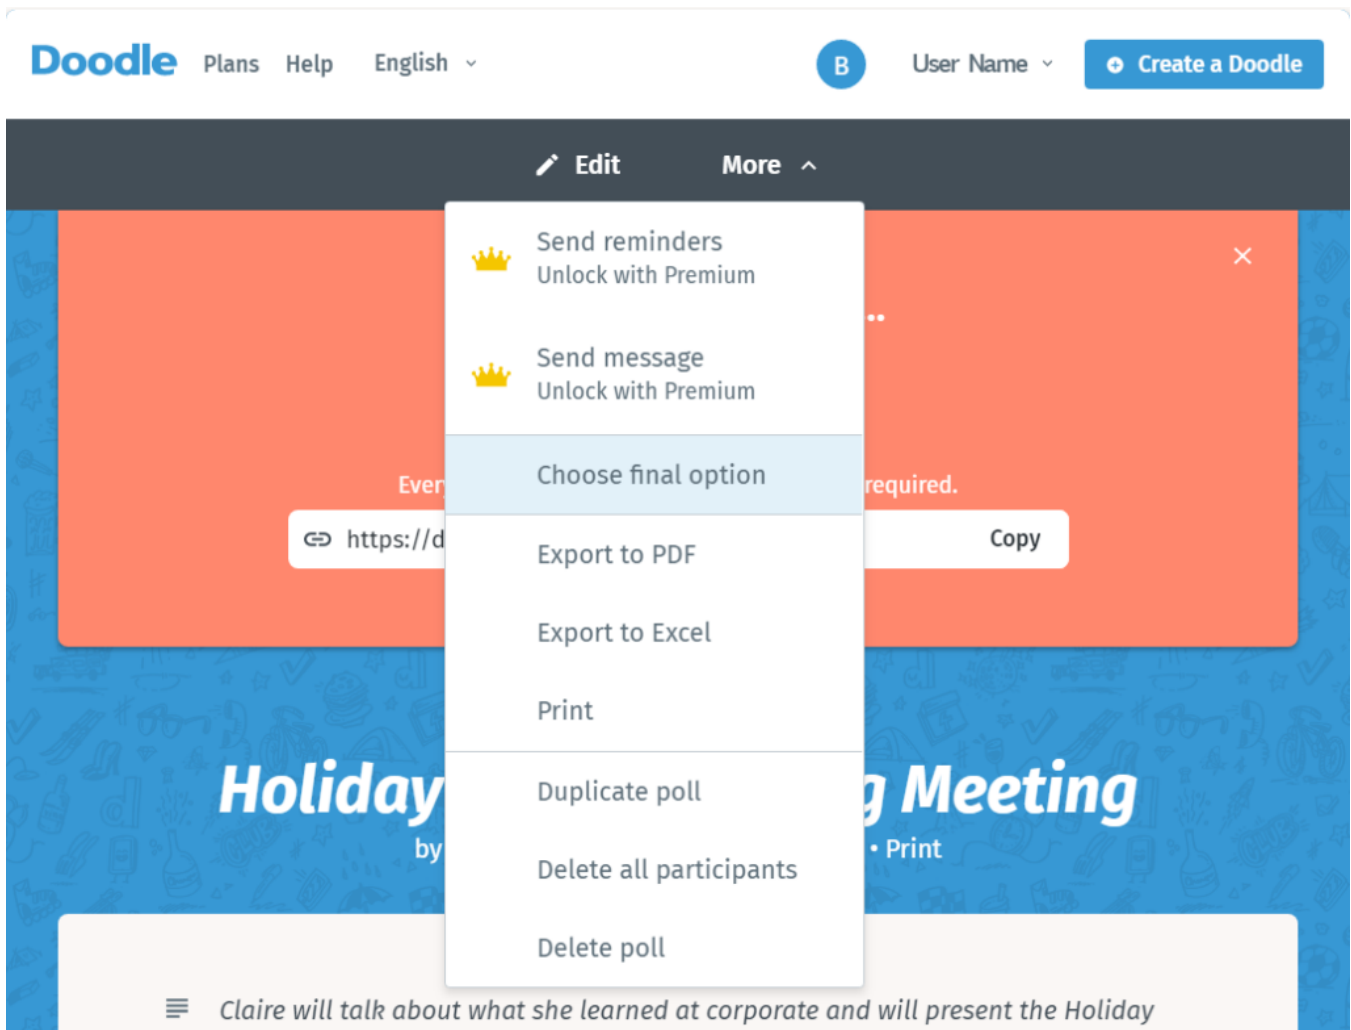 Doodle Plans Help English B User Name Create a Doodle
Edit More
Send reminders
Unlock with Premium
..
Send message
Unlock with Premium
Choose final option
required.
https://d Copy
Export to PDF
Export to Excel
Print
Holiday Meeting
Duplicate poll
by • Print
Delete all participants
Delete poll
Claire will talk about what she learned at corporate and will present the Holiday